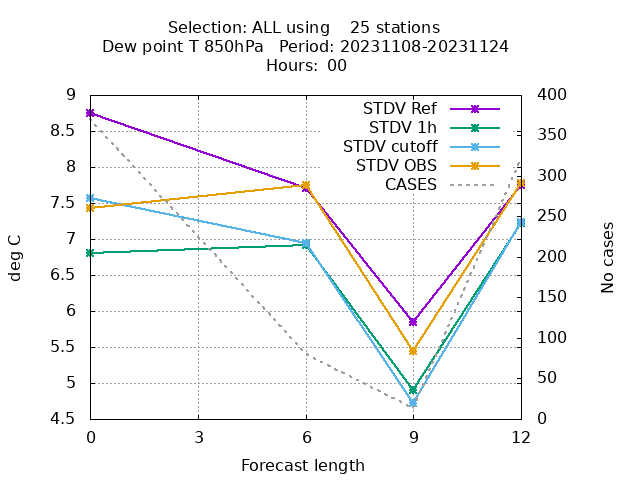 Selection: ALL using    25 stations
Dew point T 850hPa   Period: 20231108-20231124
Hours: 00
STDV Ref
STDV 1h
STDV cutoff
STDV OBS
CASES
deg C
9
8.5
8
7.5
7
6.5
6
5.5
5
4.5
400
350
300
250
200
150
100
50
0
No cases
0 3 6 9 12
Forecast length